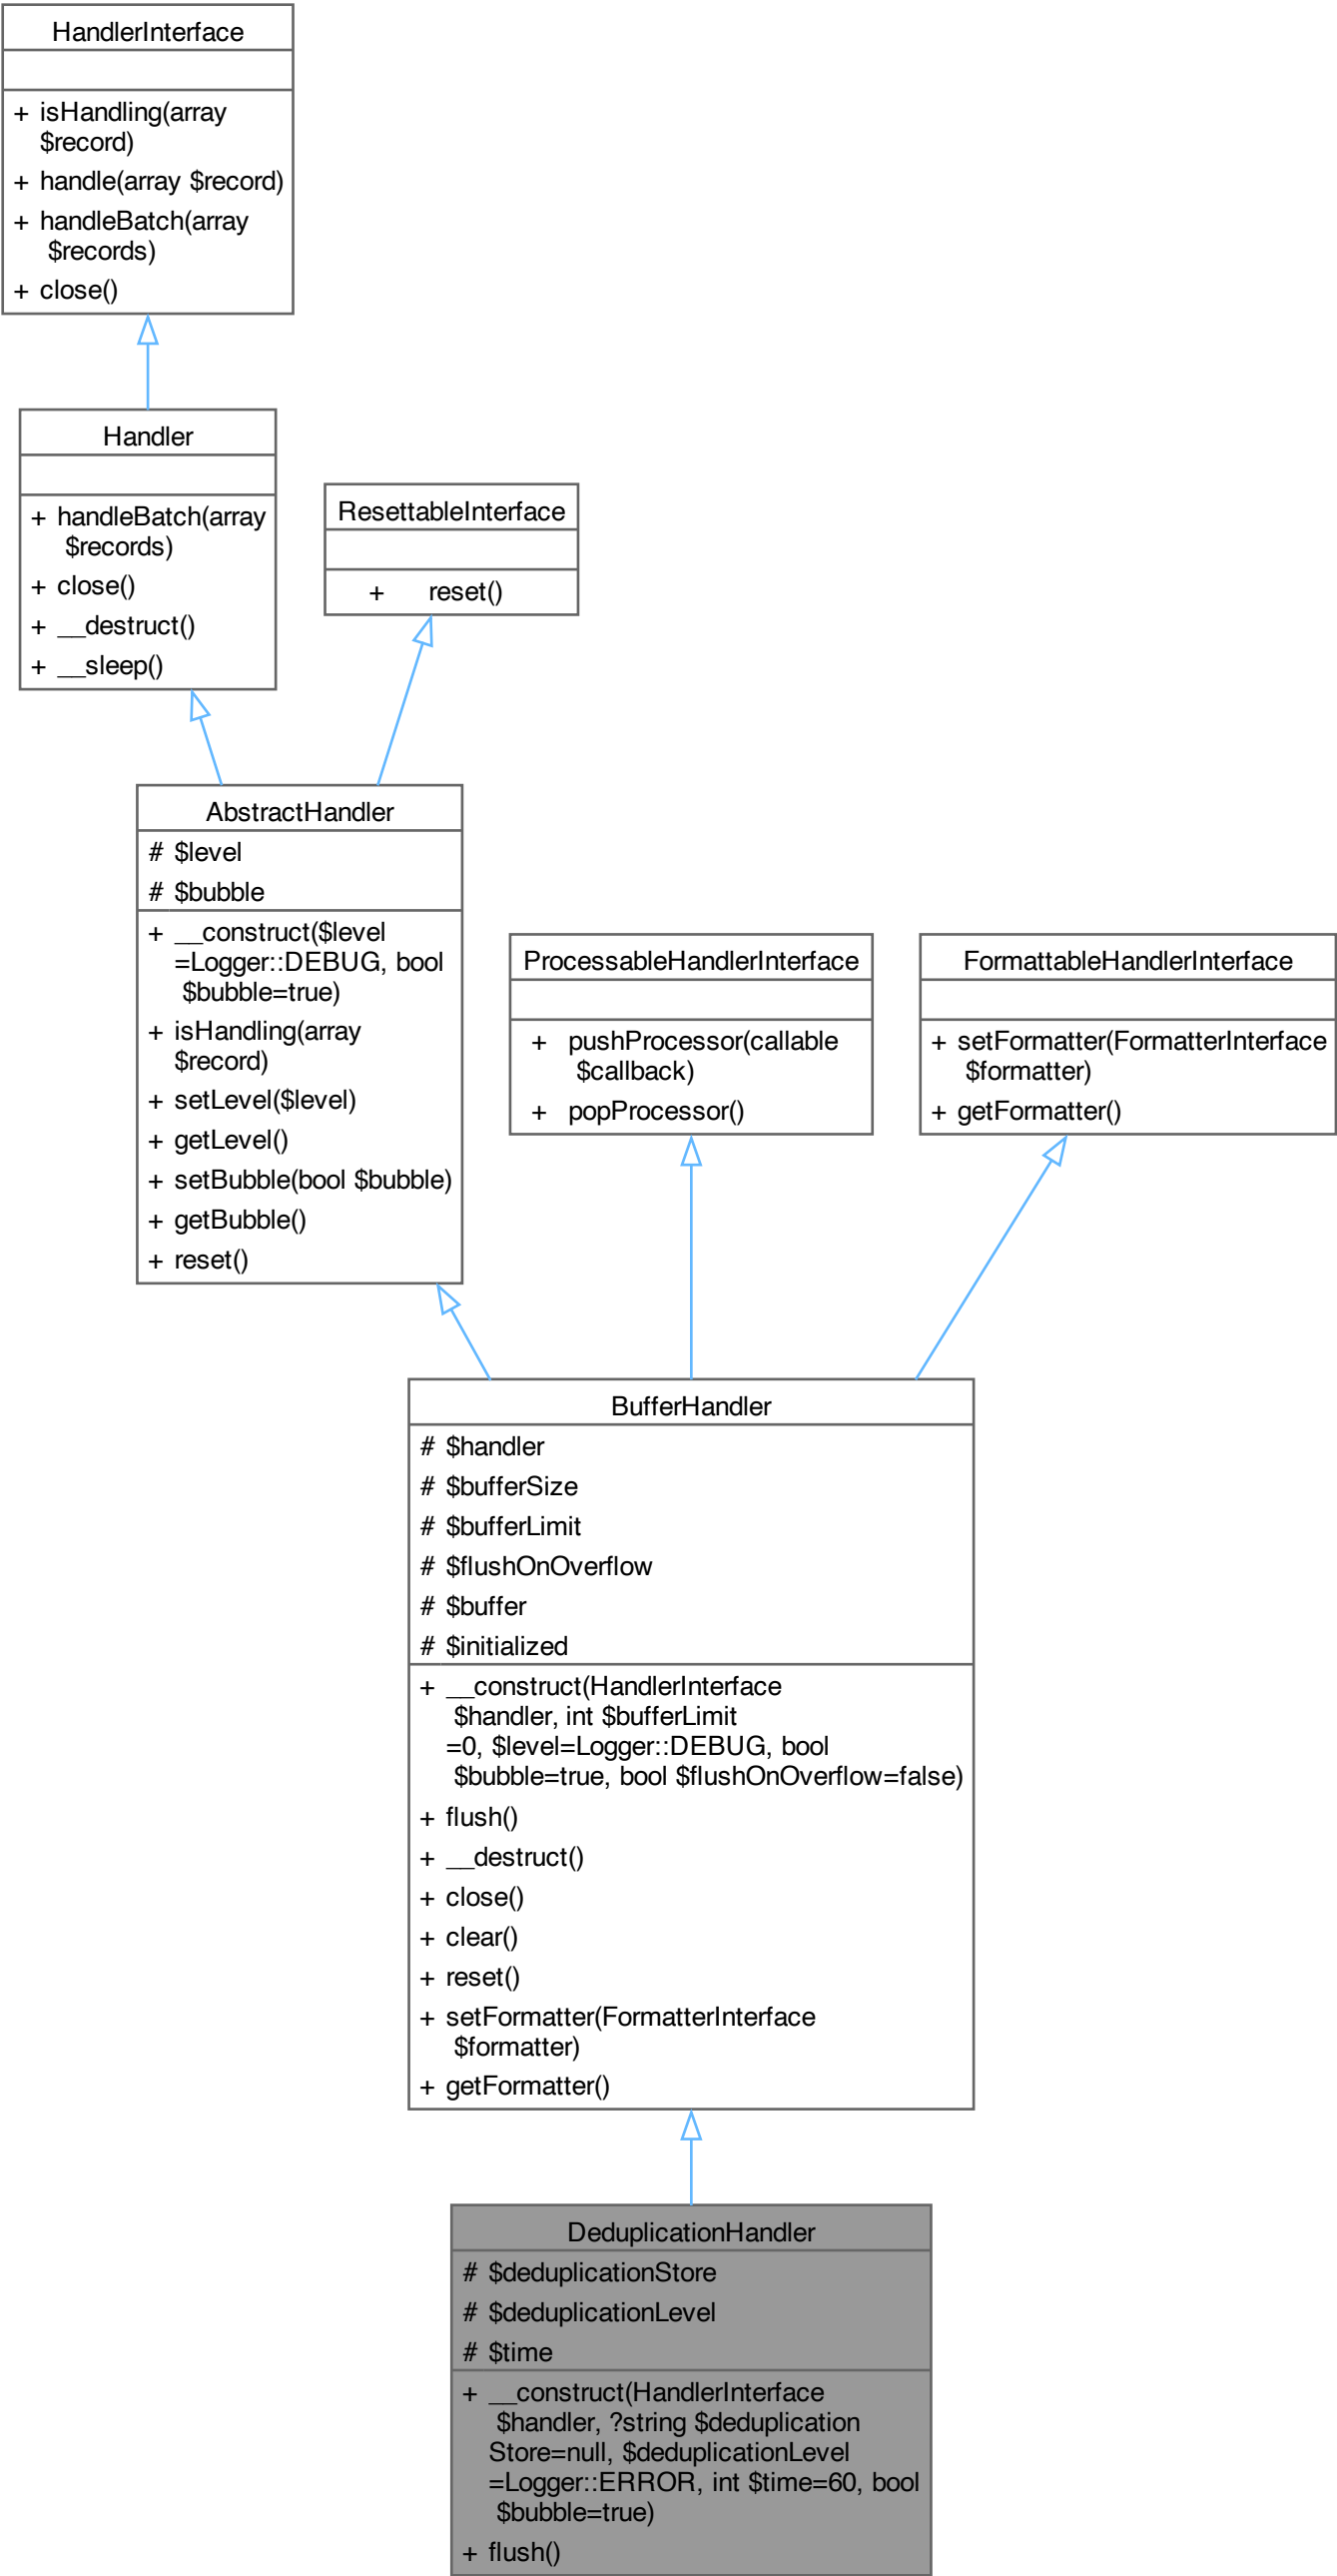 HandlerInterface
+ isHandling(array
$record)
+ handle(array $record)
+ handleBatch(array
$records)
+ close()
Handler
+ handleBatch(array
$records)
+ close()
+ __destruct()
+ __sleep()
ResettableInterface
+ reset()
AbstractHandler
# $level
# $bubble
+ __construct($level
=Logger::DEBUG, bool
$bubble=true)
+ isHandling(array
$record)
+ setLevel($level)
+ getLevel()
+ setBubble(bool $bubble)
+ getBubble()
+ reset()
ProcessableHandlerInterface
+ pushProcessor(callable
$callback)
+ popProcessor()
FormattableHandlerInterface
+ setFormatter(FormatterInterface
$formatter)
+ getFormatter()
BufferHandler
# $handler
# $bufferSize
# $bufferLimit
# $flushOnOverflow
# $buffer
# $initialized
+ __construct(HandlerInterface
$handler, int $bufferLimit
=0, $level=Logger::DEBUG, bool
$bubble=true, bool $flushOnOverflow=false)
+ flush()
+ __destruct()
+ close()
+ clear()
+ reset()
+ setFormatter(FormatterInterface
$formatter)
+ getFormatter()
DeduplicationHandler
# $deduplicationStore
# $deduplicationLevel
# $time
+ __construct(HandlerInterface
$handler, ?string $deduplication
Store=null, $deduplicationLevel
=Logger::ERROR, int $time=60, bool
$bubble=true)
+ flush()